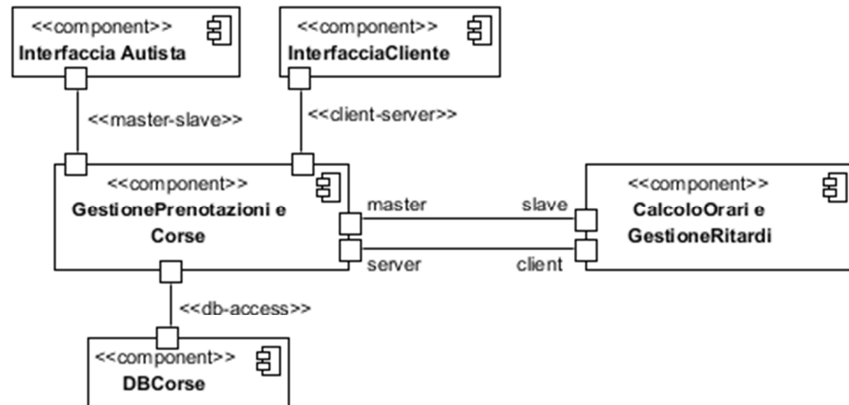 <<component>>
Interfaccia Autista
<<component>>
InterfacciaCliente
<<master-slave>>
<<client-server>>
<<component>>
GestionePrenotazioni e
Corse
master
slave
server
client
<<component>>
CalcoloOrari e
GestioneRitardi
<<db-access>>
<<component>>
DBCorse